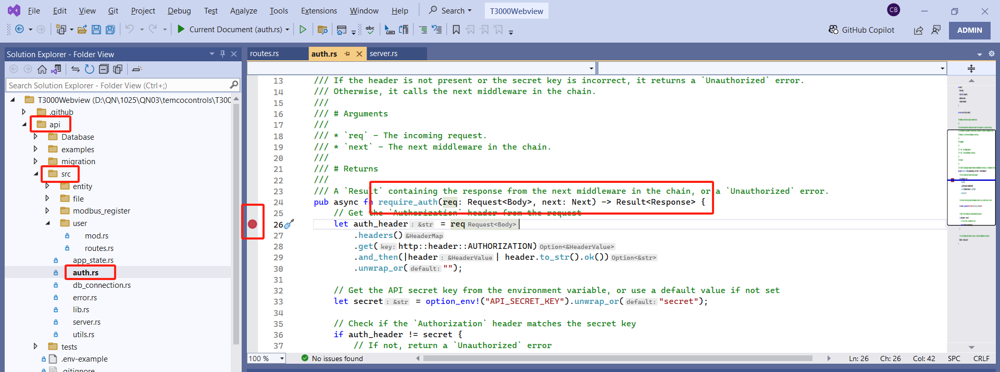 File Edit View Git Project Debug Test Analyze Tools Extensions Window Help Search T3000Webview CB
Current Document (auth.rs) abc GitHub Copilot ADMIN
Solution Explorer - Folder View
Search Solution Explorer - Folder View (Ctrl+;)
T3000Webview (D:\QN\1025\QN03\temcocontrols\T300
.github
api
Database
examples
migration
src
entity
file
modbus_register
user
mod.rs
routes.rs
app_state.rs
auth.rs
db_connection.rs
error.rs
lib.rs
server.rs
utils.rs
tests
.env-example
.gitignore
routes.rs auth.rs server.rs
13 /// If the header is not present or the secret key is incorrect, it returns a `Unauthorized` error.
14 /// Otherwise, it calls the next middleware in the chain.
15 ///
16 /// # Arguments
17 ///
18 /// * `req` - The incoming request.
19 /// * `next` - The next middleware in the chain.
20 ///
21 /// # Returns
22 ///
23 /// A `Result` containing the response from the next middleware in the chain, or a `Unauthorized` error.
24 pub async fn require_auth(req: Request<Body>, next: Next) -> Result<Response> {
25 // Get the `Authorization` header from the request
26 let auth_header : &str = req Request<Body>
27 .headers() &HeaderMap
28 .get( key: http::header::AUTHORIZATION) Option<&HeaderValue>
29 .and_then(|header : &HeaderValue | header.to_str().ok()) Option<&str>
30 .unwrap_or( default: "");
31
32 // Get the API secret key from the environment variable, or use a default value if not set
33 let secret : &str = option_env!("API_SECRET_KEY").unwrap_or( default: "secret");
34
35 // Check if the `Authorization` header matches the secret key
36 if auth_header != secret {
37 // If not, return a `Unauthorized` error
100 % No issues found Ln: 26 Ch: 26 Col: 42 SPC CRLF